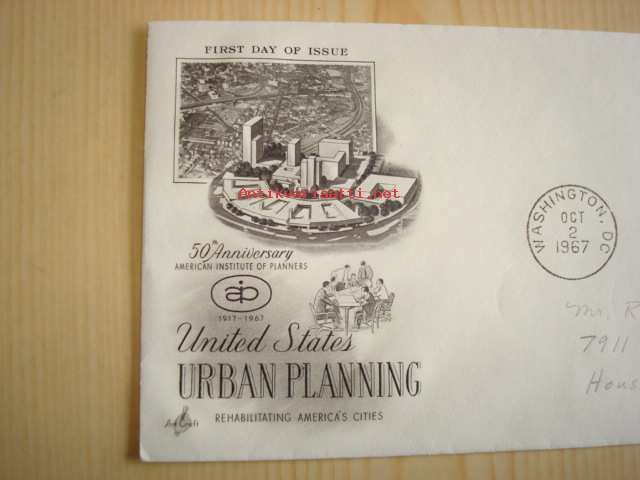 FIRST DAY OF ISSUE
Antikvariaatti.net
50th Anniversary
AMERICAN INSTITUTE OF PLANNERS
aip
1917-1967
United States
URBAN PLANNING
REHABILITATING AMERICA'S CITIES
ArtCraft
WASHINGTON, DC
OCT
2
1967
Mr. R
7911
Hous